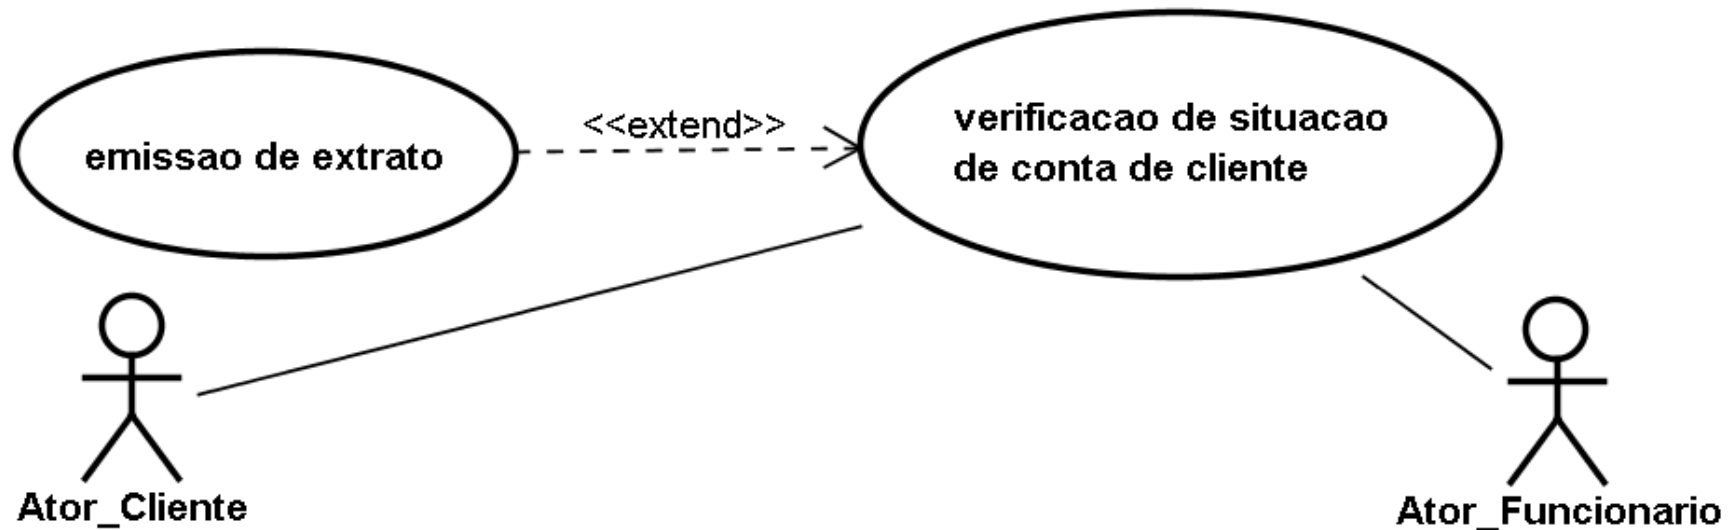 emissao de extrato
<<extend>>
verificacao de situacao
de conta de cliente
Ator_Cliente
Ator_Funcionario